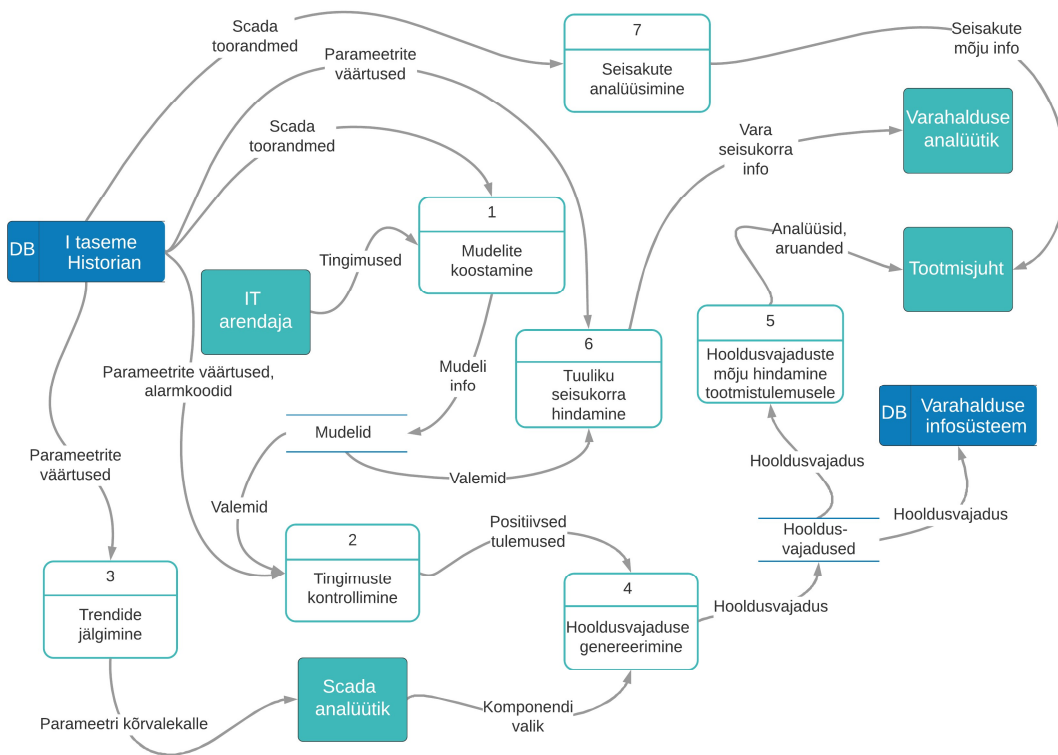 Scada
toorandmed
7
Seisakute
analüüsimine
Seisakute
mõju info
Parameetrite
väärtused
Scada
toorandmed
Vara
seisukorra
info
Varahalduse
analüütik
DB
I taseme
Historian
1
Mudelite
koostamine
Tingimused
IT
arendaja
Analüüsid,
aruanded
Tootmisjuht
5
Hooldusvajaduste
mõju hindamine
tootmistulemusele
6
Tuuliku
seisukorra
hindamine
Mudeli
info
Parameetrite väärtused,
alarmkoodid
DB
Varahalduse
infosüsteem
Mudelid
Parameetrite
väärtused
Valemid
Valemid
Hooldusvajadus
Hooldusvajadus
Hooldus-
vajadused
Positiivsed
tulemused
2
Tingimuste
kontrollimine
3
Trendide
jälgimine
4
Hooldusvajaduse
genereerimine
Hooldusvajadus
Scada
analüütik
Komponendi
valik
Parameetri kõrvalekalle